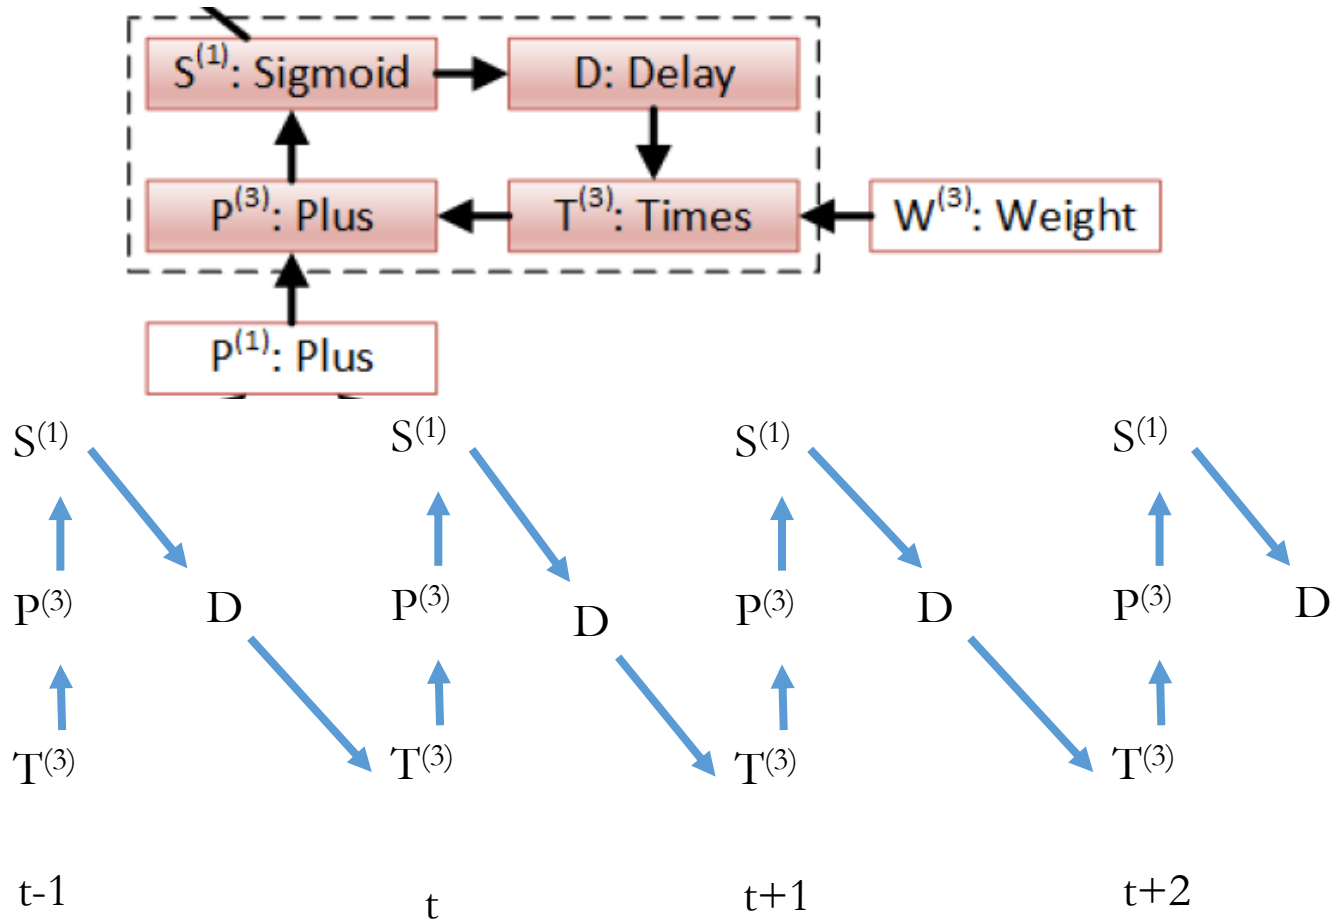 S(1): Sigmoid D: Delay
P(3): Plus T(3): Times W(3): Weight
P(1): Plus
S(1) S(1) S(1) S(1)
P(3) D P(3) D P(3) D P(3) D
T(3) T(3) T(3) T(3)
t-1 t t+1 t+2